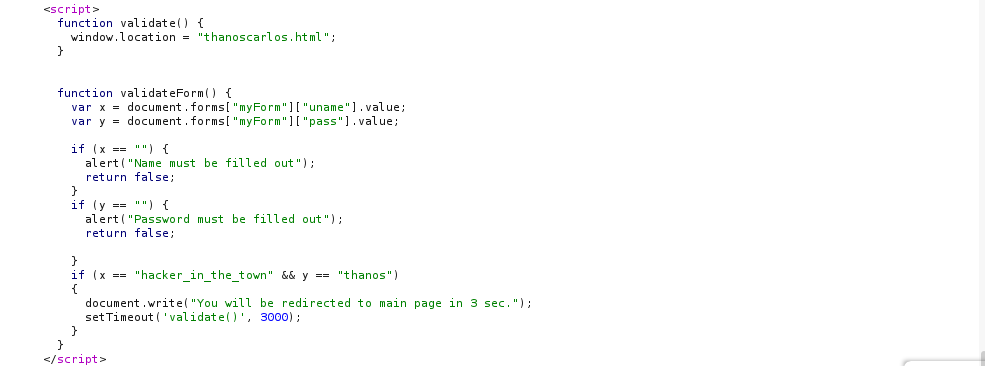 <script>
function validate() {
window.location = "thanoscarlos.html";
}
function validateForm() {
var x = document.forms["myForm"]["uname"].value;
var y = document.forms["myForm"]["pass"].value;
if (x == "") {
alert("Name must be filled out");
return false;
}
if (y == "") {
alert("Password must be filled out");
return false;
}
if (x == "hacker_in_the_town" && y == "thanos")
{
document.write("You will be redirected to main page in 3 sec.");
setTimeout('validate()', 3000);
}
}
</script>